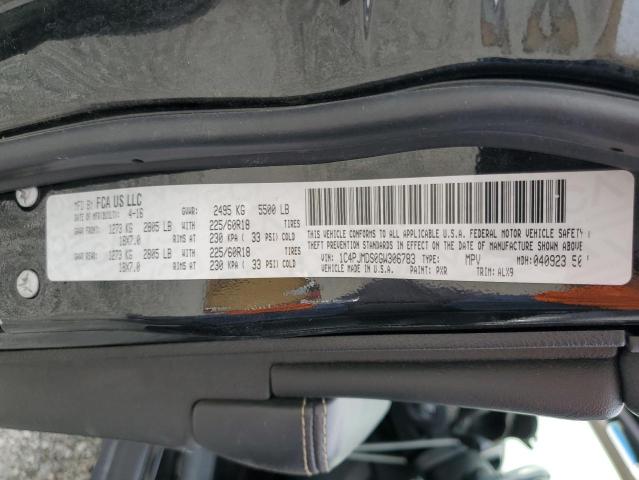 MFD BY FCA US LLC
DATE OF MFR(BUILT): 4-16 GVWR: 2495 KG 5500 LB
GAWR FRONT: 1273 KG 2805 LB 225/60R18 TIRES
18X7.0 RIMS AT 230 KPA ( 33 PSI) COLD
GAWR REAR: 1273 KG 2805 LB 225/60R18 TIRES
18X7.0 RIMS AT 230 KPA ( 33 PSI) COLD
THIS VEHICLE CONFORMS TO ALL APPLICABLE U.S.A. FEDERAL MOTOR VEHICLE SAFETY
THEFT PREVENTION STANDARDS IN EFFECT ON THE DATE OF MANUFACTURE SHOWN ABOVE
VIN: 1C4PJMDS0GW306783 TYPE: MPV MDH: 040923
VEHICLE MADE IN U.S.A. PAINT: PXR TRIM: ALX9